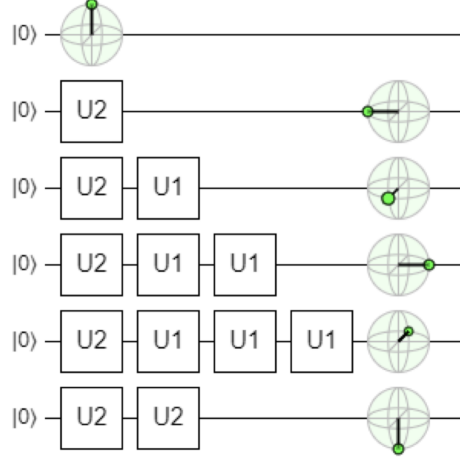 |0⟩
|0⟩ U2
|0⟩ U2 U1
|0⟩ U2 U1 U1
|0⟩ U2 U1 U1 U1
|0⟩ U2 U2